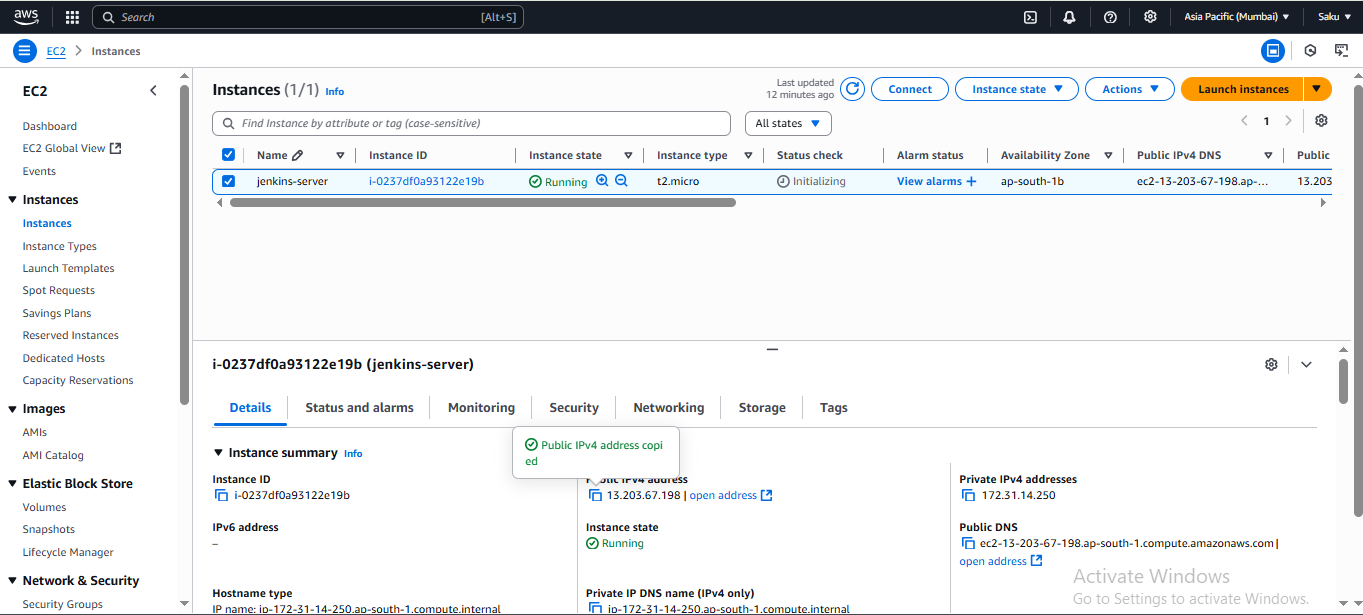 aws
Search [Alt+S]
Asia Pacific (Mumbai) Saku
EC2 Instances
EC2
Dashboard
EC2 Global View
Events
Instances
Instances
Instance Types
Launch Templates
Spot Requests
Savings Plans
Reserved Instances
Dedicated Hosts
Capacity Reservations
Images
AMIs
AMI Catalog
Elastic Block Store
Volumes
Snapshots
Lifecycle Manager
Network & Security
Security Groups
Instances (1/1) Info
Last updated
12 minutes ago
Connect Instance state Actions Launch instances
Find Instance by attribute or tag (case-sensitive) All states
1
Name Instance ID Instance state Instance type Status check Alarm status Availability Zone Public IPv4 DNS Public
jenkins-server i-0237df0a93122e19b Running t2.micro Initializing View alarms + ap-south-1b ec2-13-203-67-198.ap-... 13.203
i-0237df0a93122e19b (jenkins-server)
Details Status and alarms Monitoring Security Networking Storage Tags
Public IPv4 address copi
ed
Instance summary Info
Instance ID
i-0237df0a93122e19b
IPv6 address
–
Hostname type
IP name: ip-172-31-14-250.ap-south-1.compute.internal
Public IPv4 address
13.203.67.198 | open address
Instance state
Running
Private IP DNS name (IPv4 only)
ip-172-31-14-250.ap-south-1.compute.internal
Private IPv4 addresses
172.31.14.250
Public DNS
ec2-13-203-67-198.ap-south-1.compute.amazonaws.com |
open address
Activate Windows
Go to Settings to activate Windows.